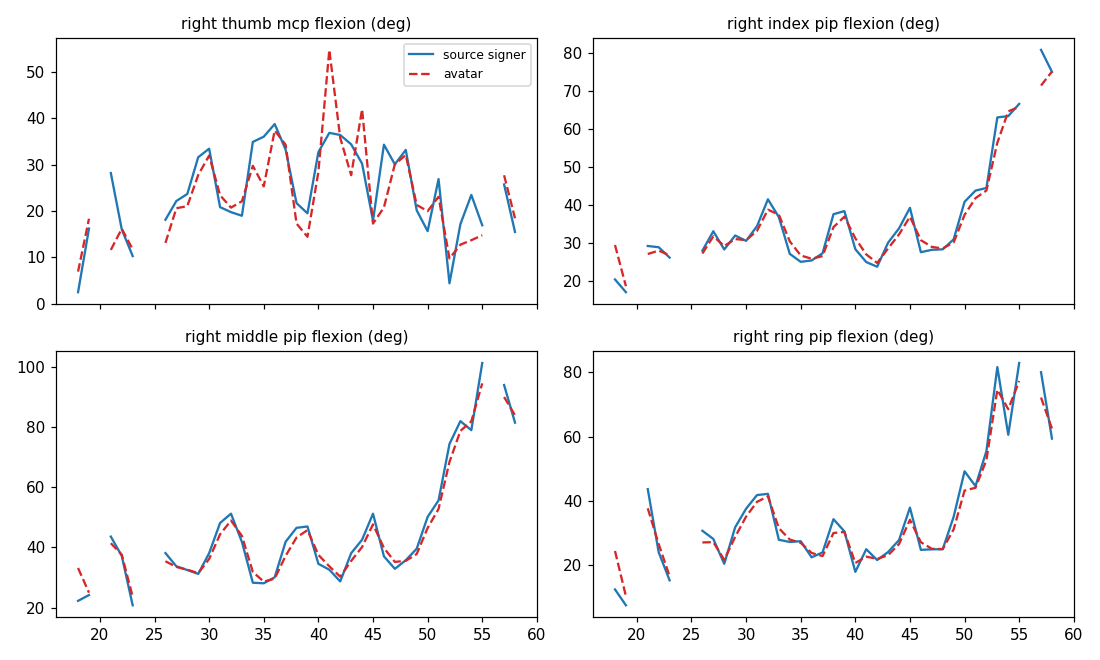 right thumb mcp flexion (deg)
50
40
30
20
10
0
source signer
avatar
right index pip flexion (deg)
80
70
60
50
40
30
20
right middle pip flexion (deg)
100
80
60
40
20
20 25 30 35 40 45 50 55 60
right ring pip flexion (deg)
80
60
40
20
20 25 30 35 40 45 50 55 60